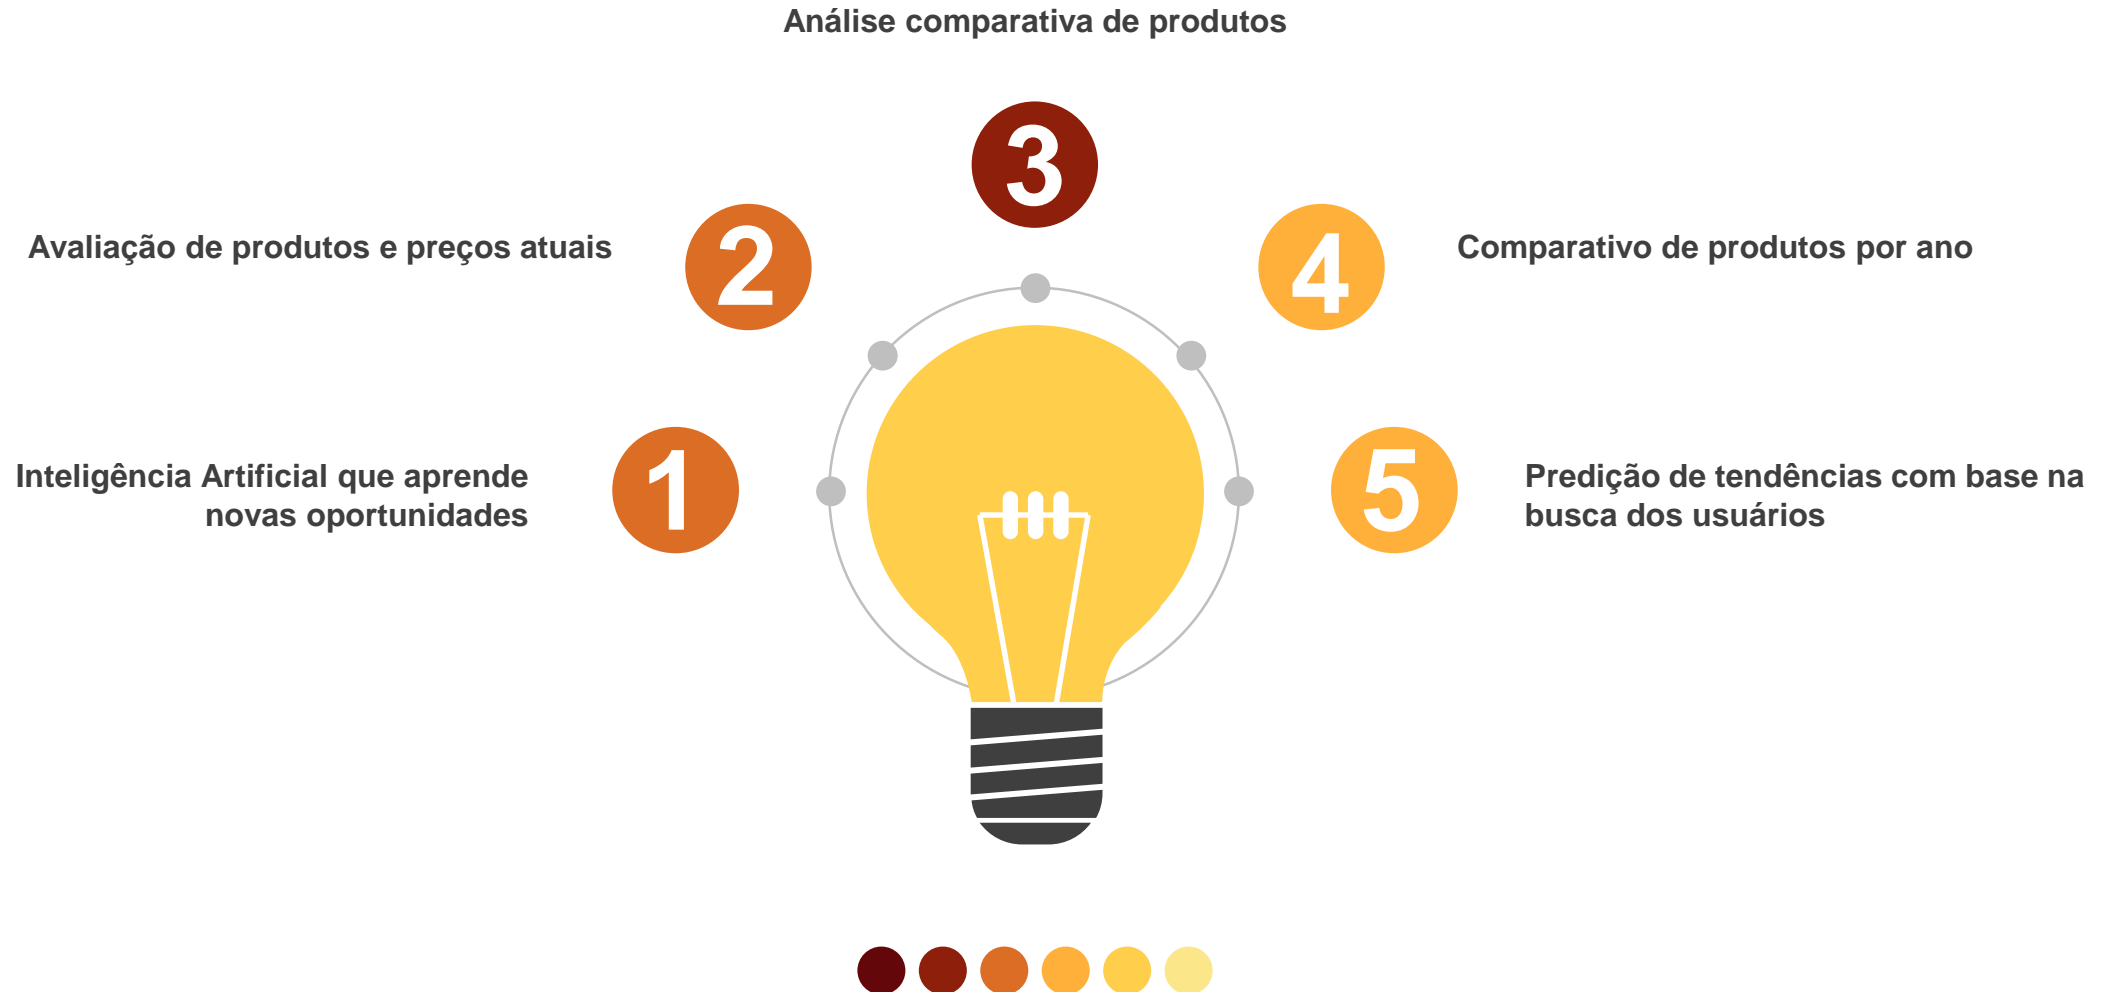 Análise comparativa de produtos
3
2
4
Avaliação de produtos e preços atuais
Comparativo de produtos por ano
1
5
Inteligência Artificial que aprende
novas oportunidades
Predição de tendências com base na
busca dos usuários